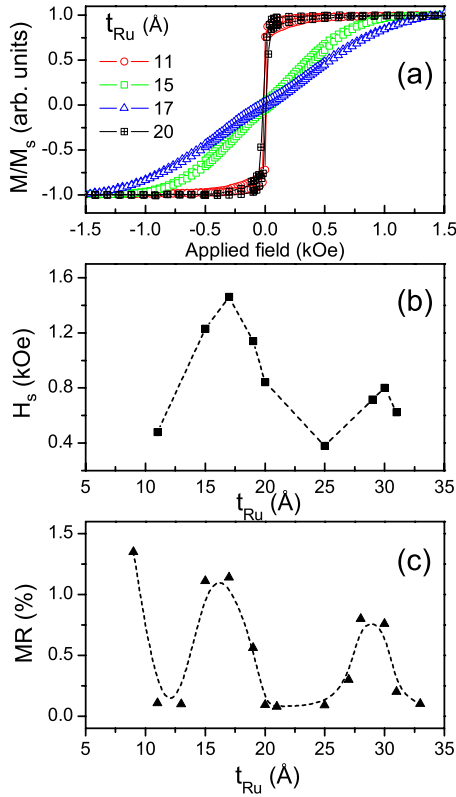 t_Ru (Å)
11
15
17
20
(a)
M/M_s (arb. units)
1.0
0.5
0.0
-0.5
-1.0
-1.5 -1.0 -0.5 0.0 0.5 1.0 1.5
Applied field (kOe)
(b)
H_s (kOe)
1.6
1.2
0.8
0.4
5 10 15 20 25 30 35
t_Ru (Å)
(c)
MR (%)
1.5
1.0
0.5
0.0
5 10 15 20 25 30 35
t_Ru (Å)